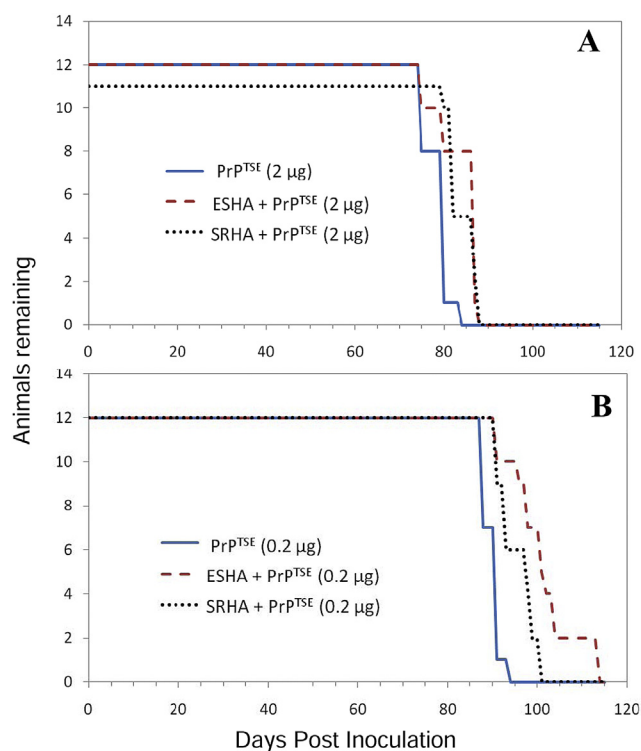 14
12
10
8
6
4
2
0
A
PrPTSE (2 µg)
ESHA + PrPTSE (2 µg)
SRHA + PrPTSE (2 µg)
0 20 40 60 80 100 120
Animals remaining
14
12
10
8
6
4
2
0
B
PrPTSE (0.2 µg)
ESHA + PrPTSE (0.2 µg)
SRHA + PrPTSE (0.2 µg)
0 20 40 60 80 100 120
Days Post Inoculation